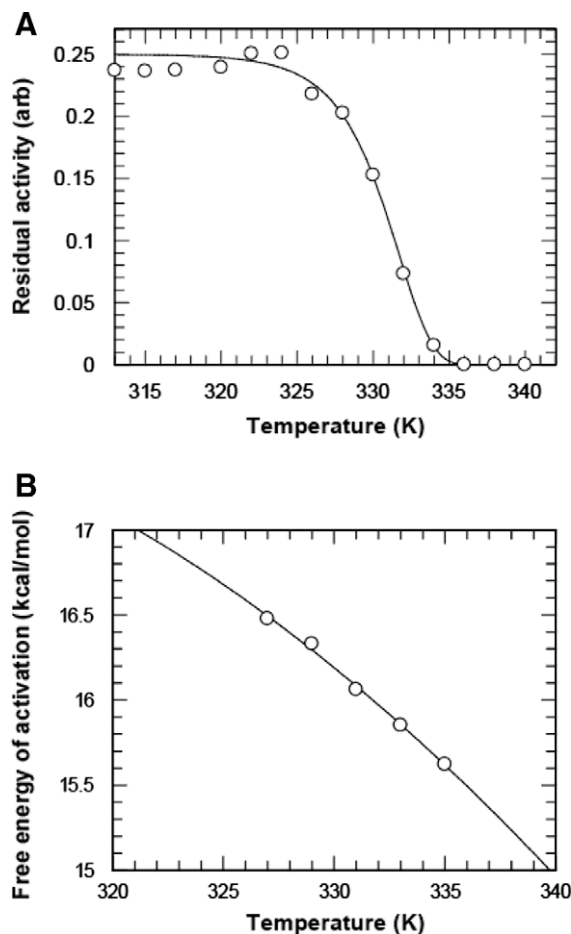 A
Residual activity (arb)
0.25
0.2
0.15
0.1
0.05
0
315 320 325 330 335 340
Temperature (K)
B
Free energy of activation (kcal/mol)
17
16.5
16
15.5
15
320 325 330 335 340
Temperature (K)